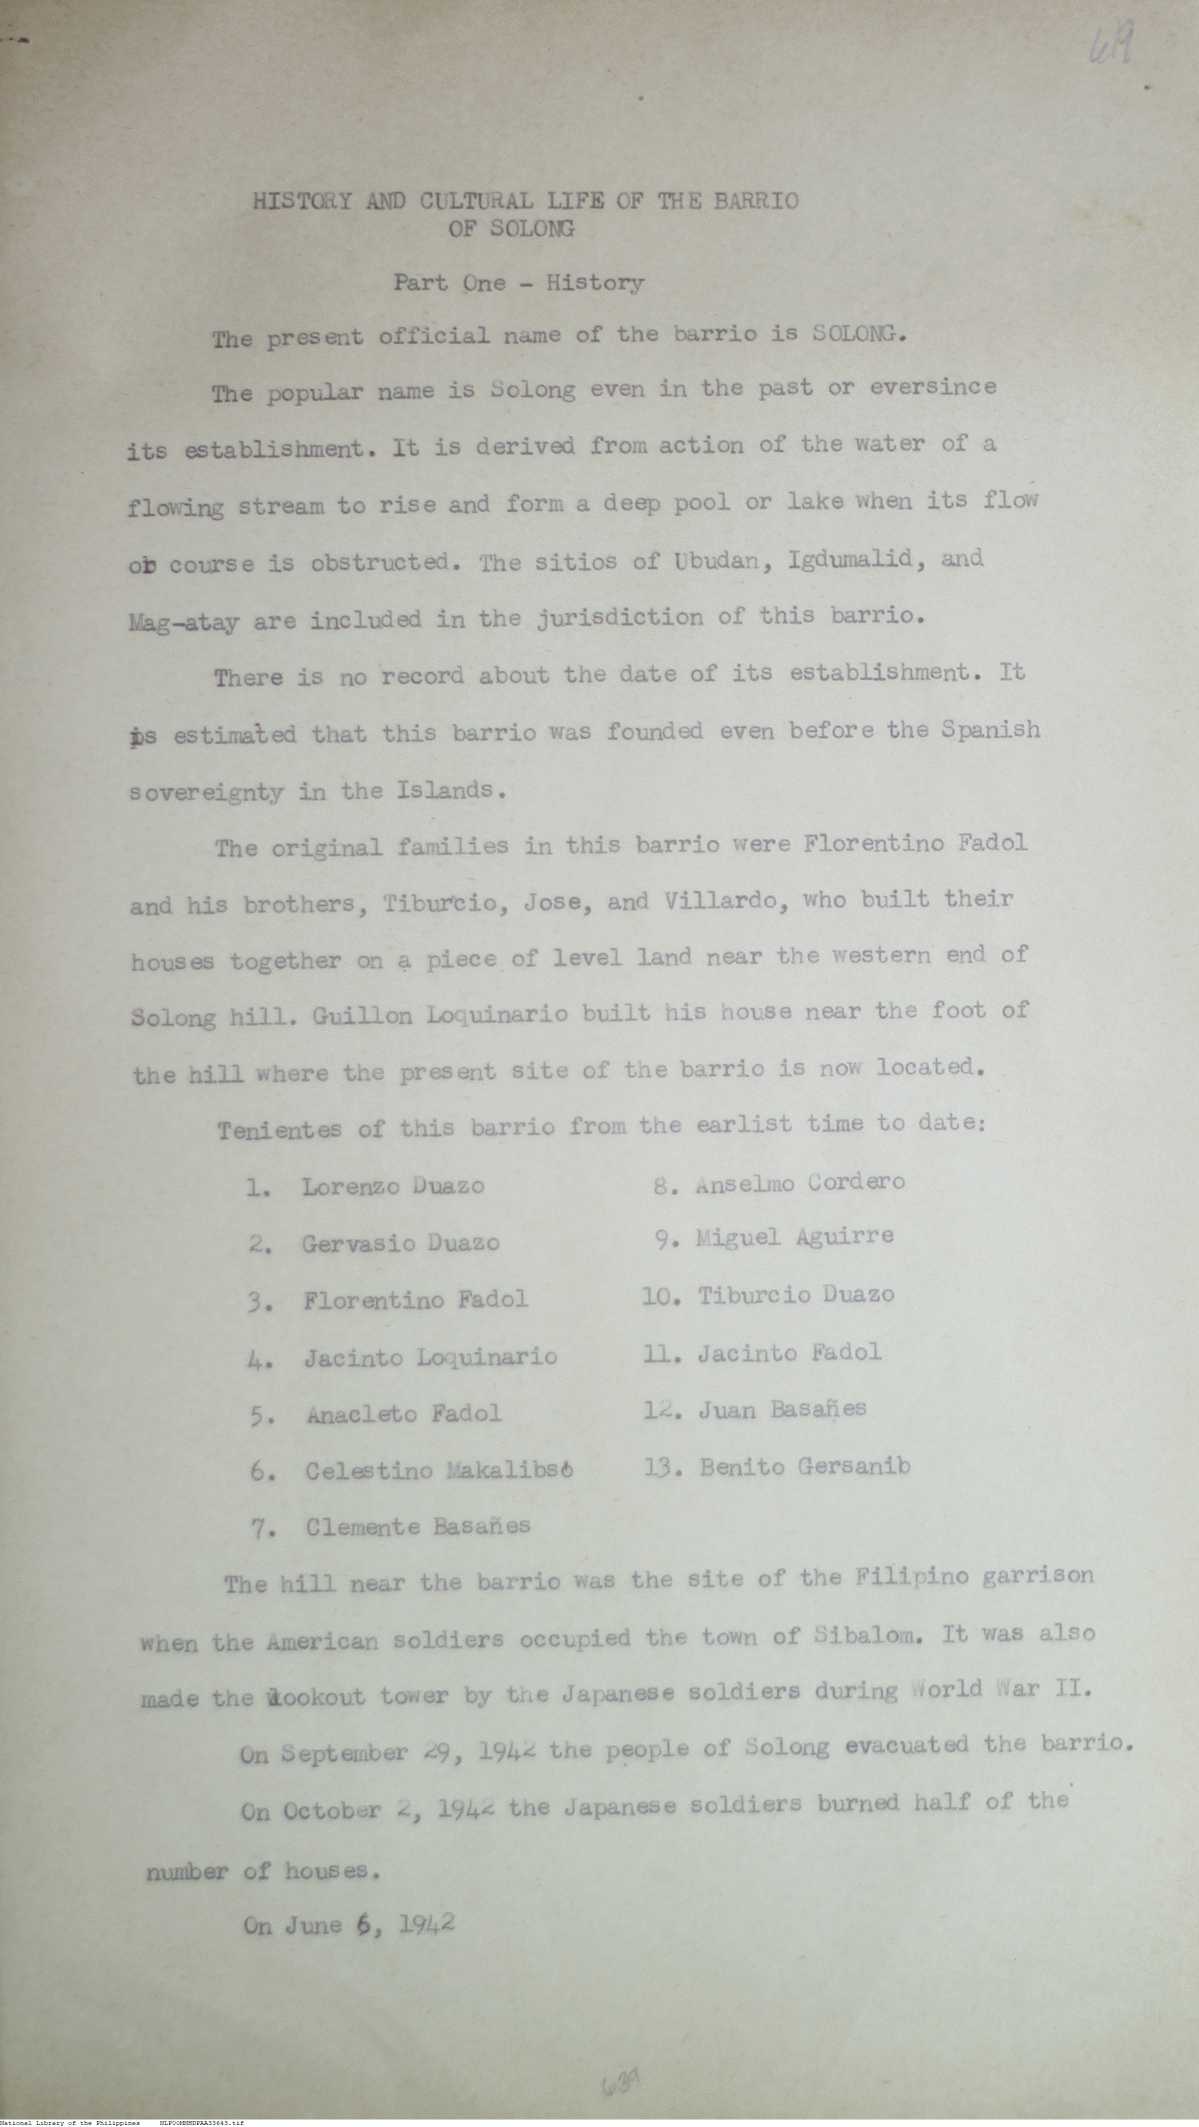 69
HISTORY AND CULTURAL LIFE OF THE BARRIO
OF SOLONG
Part One - History
The present official name of the barrio is SOLONG.
The popular name is Solong even in the past or eversince
its establishment. It is derived from action of the water of a
flowing stream to rise and form a deep pool or lake when its flow
or course is obstructed. The sitios of Ubudan, Igdumalid, and
Mag-atay are included in the jurisdiction of this barrio.
There is no record about the date of its establishment. It
is estimated that this barrio was founded even before the Spanish
sovereignty in the Islands.
The original families in this barrio were Florentino Fadol
and his brothers, Tiburcio, Jose, and Villardo, who built their
houses together on a piece of level land near the western end of
Solong hill. Guillon Loquinario built his house near the foot of
the hill where the present site of the barrio is now located.
Tenientes of this barrio from the earlist time to date:
1. Lorenzo Duazo 8. Anselmo Cordero
2. Gervasio Duazo 9. Miguel Aguirre
3. Florentino Fadol 10. Tiburcio Duazo
4. Jacinto Loquinario 11. Jacinto Fadol
5. Anacleto Fadol 12. Juan Basañes
6. Celestino Makalibso 13. Benito Gersanib
7. Clemente Basañes
The hill near the barrio was the site of the Filipino garrison
when the American soldiers occupied the town of Sibalom. It was also
made the lookout tower by the Japanese soldiers during World War II.
On September 29, 1942 the people of Solong evacuated the barrio.
On October 2, 1942 the Japanese soldiers burned half of the
number of houses.
On June 6, 1942
639
National Library of the Philippines